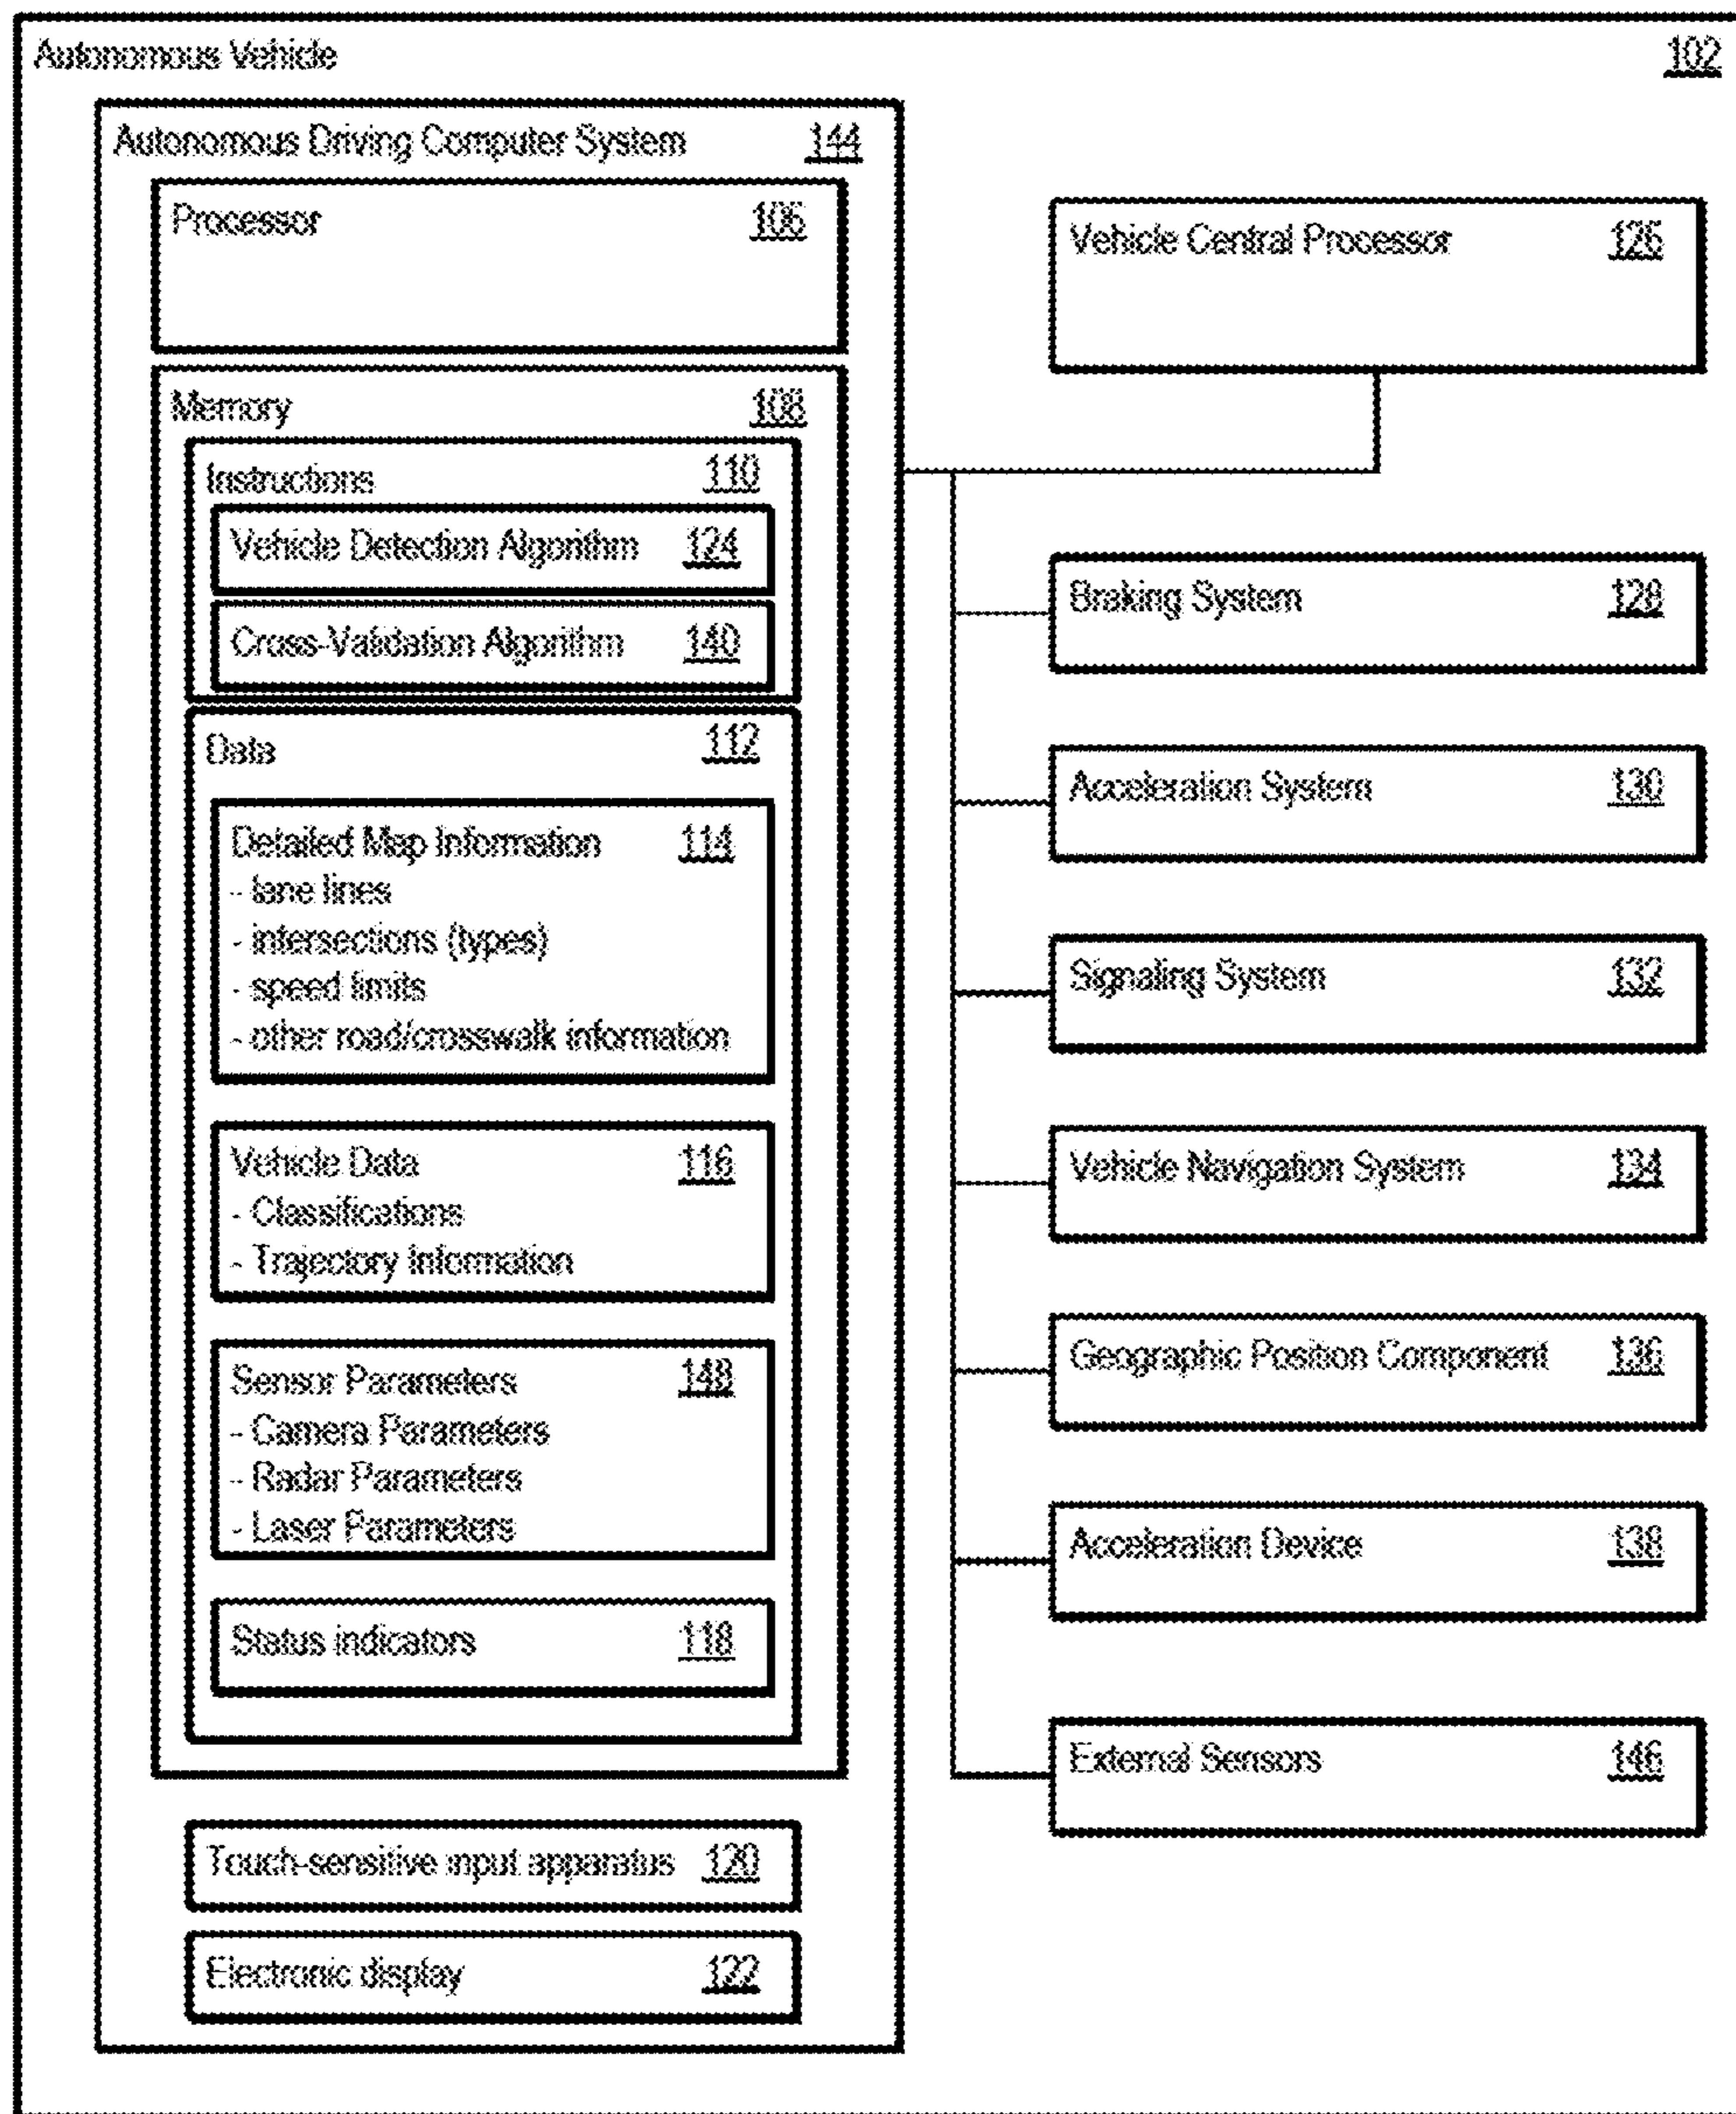 Autonomous Vehicle 102
Autonomous Driving Computer System 144
Processor 106
Memory 108
Instructions 110
Vehicle Detection Algorithm 124
Cross-Validation Algorithm 140
Data 112
Detailed Map Information 114
- lane lines
- intersections (types)
- speed limits
- other road/crosswalk information
Vehicle Data 116
- Classifications
- Trajectory Information
Sensor Parameters 148
- Camera Parameters
- Radar Parameters
- Laser Parameters
Status indicators 118
Touch-sensitive input apparatus 120
Electronic display 122
Vehicle Central Processor 126
Braking System 128
Acceleration System 130
Signaling System 132
Vehicle Navigation System 134
Geographic Position Component 136
Acceleration Device 138
External Sensors 146